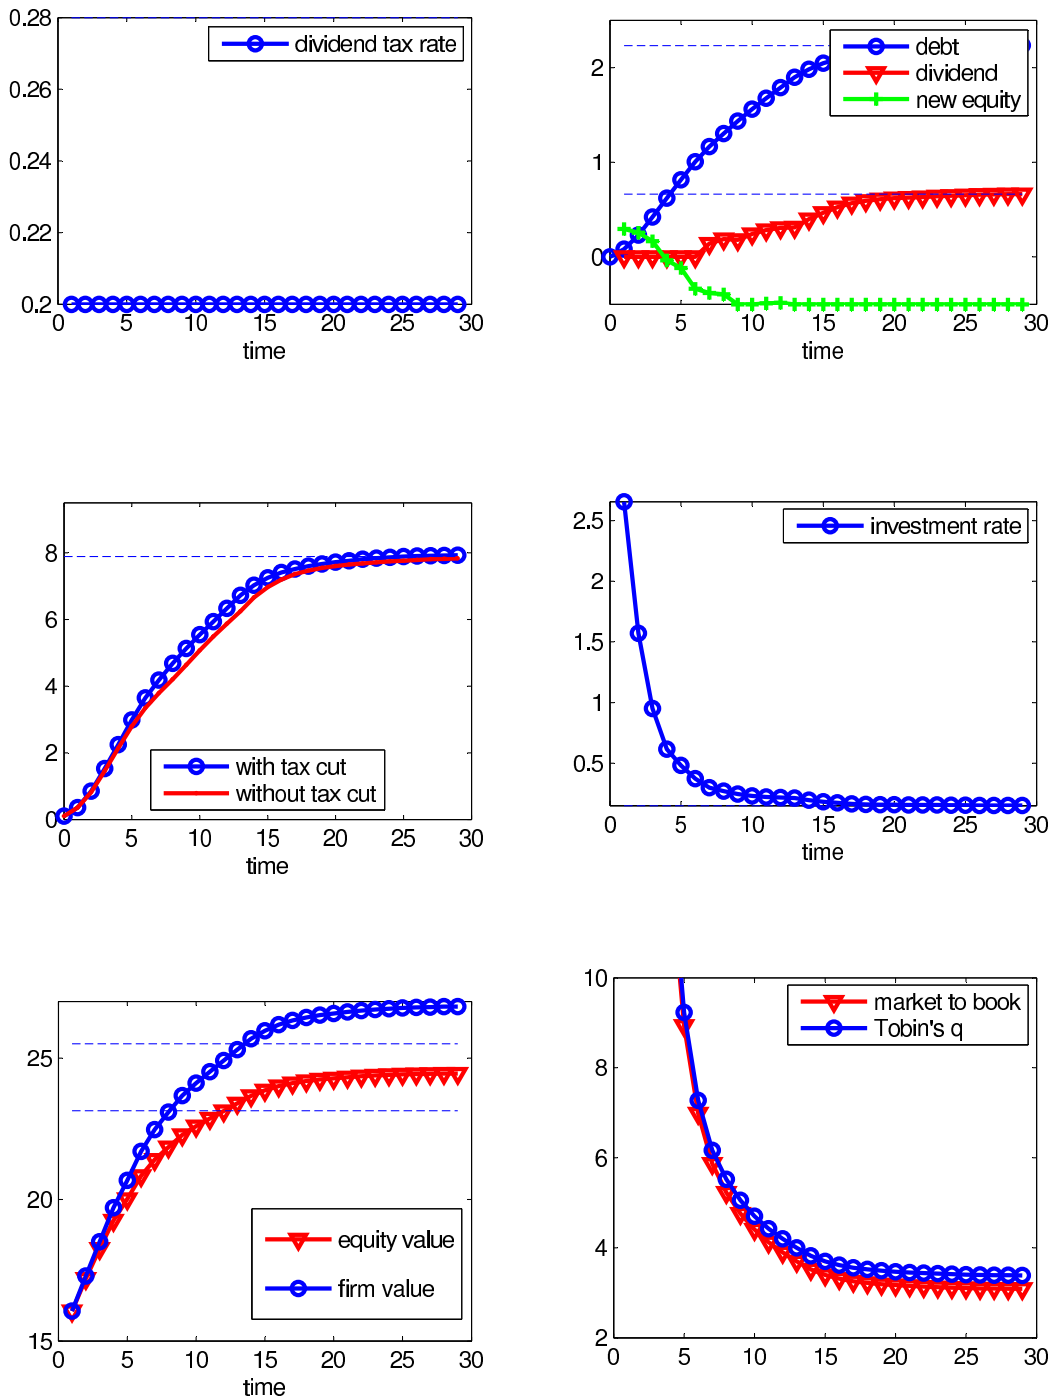 0.28
0.26
0.24
0.22
0.2
dividend tax rate
0 5 10 15 20 25 30
time
2
1
0
debt
dividend
new equity
0 5 10 15 20 25 30
time
8
6
4
2
0
with tax cut
without tax cut
0 5 10 15 20 25 30
time
2.5
2
1.5
1
0.5
investment rate
0 5 10 15 20 25 30
time
25
20
15
equity value
firm value
0 5 10 15 20 25 30
time
10
8
6
4
2
market to book
Tobin's q
0 5 10 15 20 25 30
time